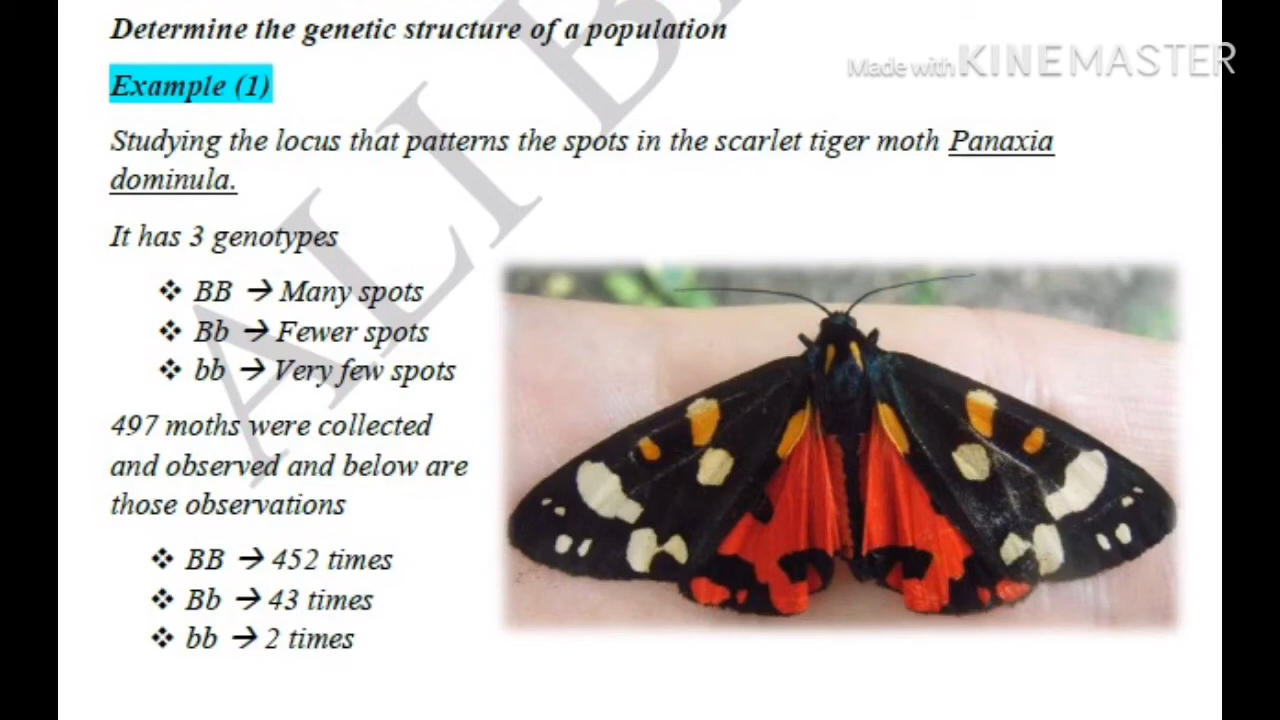 Determine the genetic structure of a population
Made with KINEMASTER
Example (1)
Studying the locus that patterns the spots in the scarlet tiger moth Panaxia
dominula.
It has 3 genotypes
❖ BB → Many spots
❖ Bb → Fewer spots
❖ bb → Very few spots
497 moths were collected
and observed and below are
those observations
❖ BB → 452 times
❖ Bb → 43 times
❖ bb → 2 times
ALI B